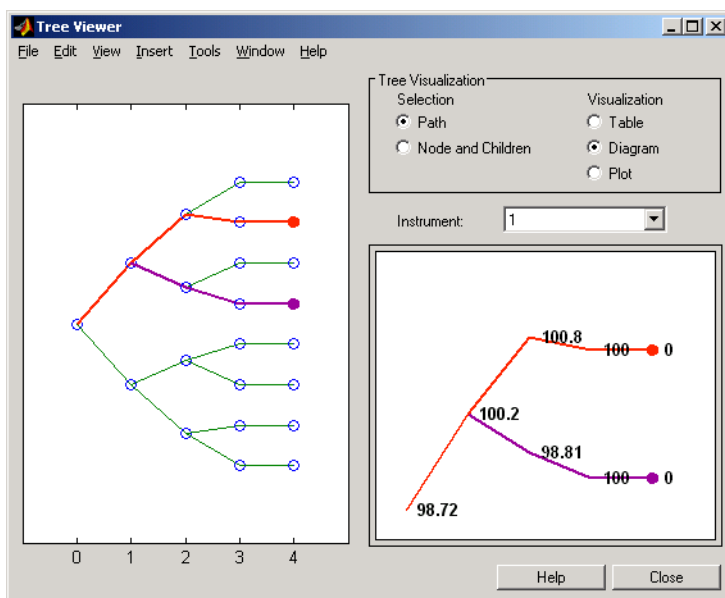 Tree Viewer
File Edit View Insert Tools Window Help
Tree Visualization
Selection
Visualization
Path
Table
Node and Children
Diagram
Plot
Instrument:
1
100.8
100
0
100.2
98.81
100
0
98.72
0 1 2 3 4
Help
Close